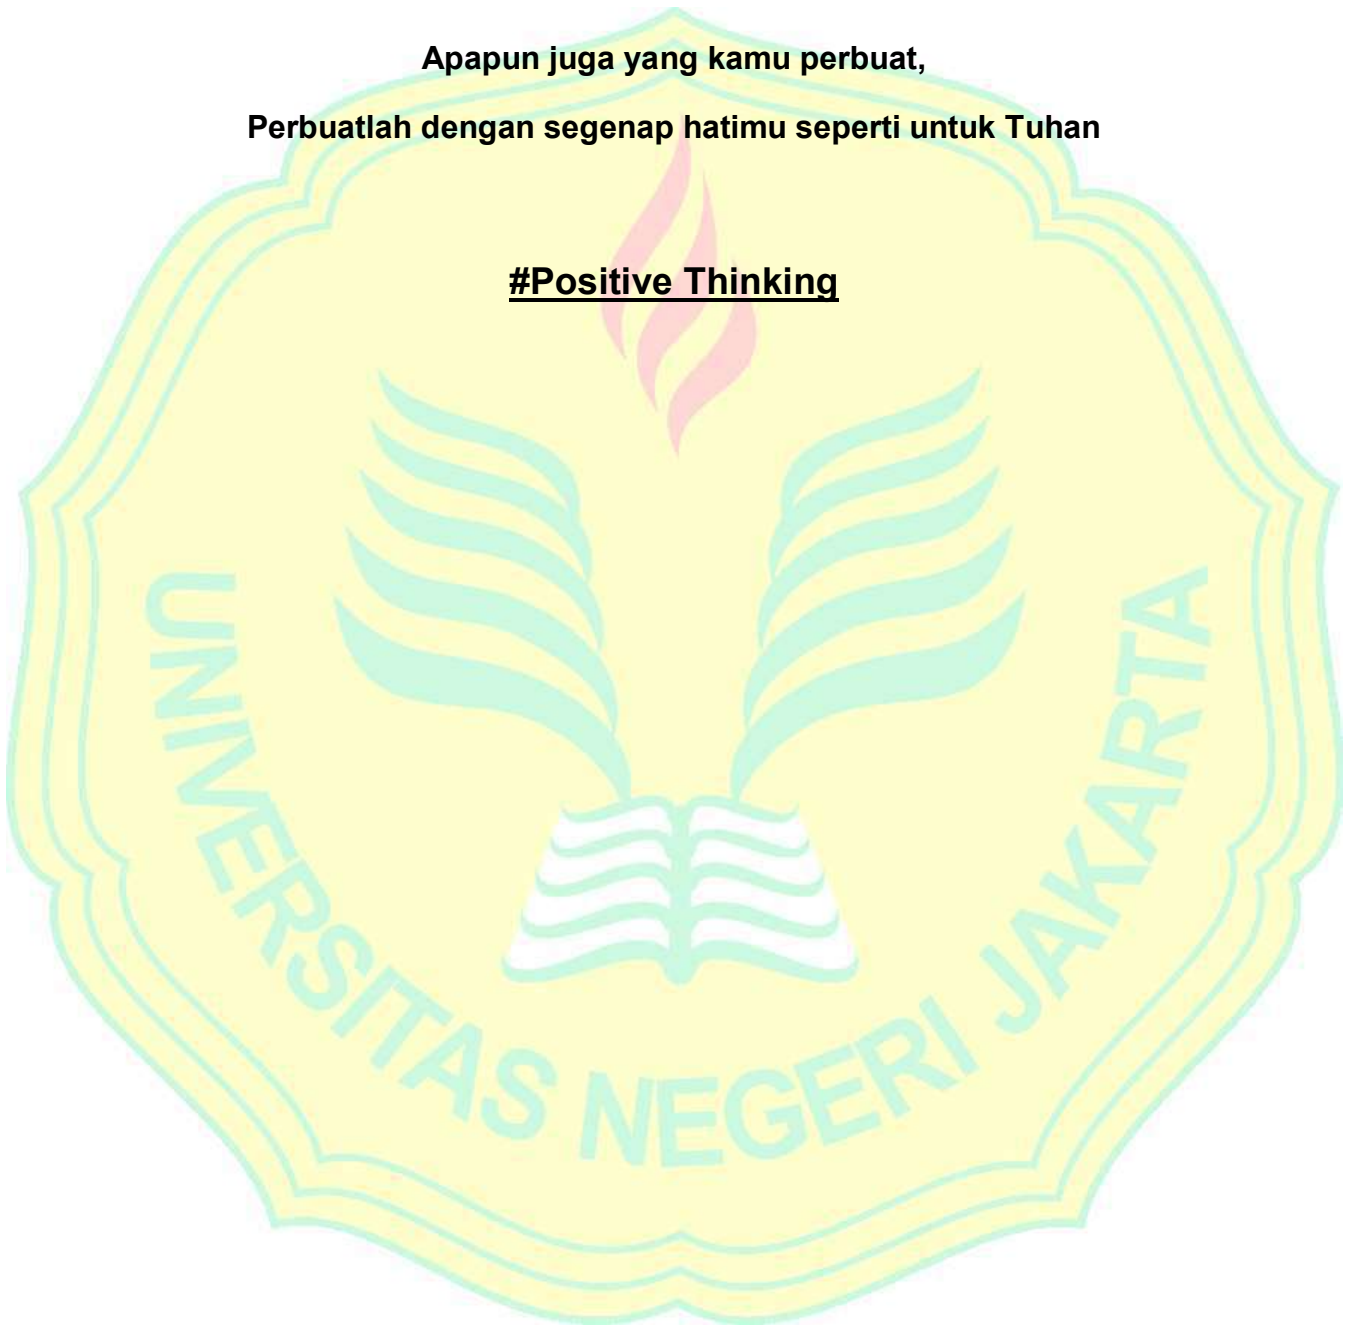 Apapun juga yang kamu perbuat,
Perbuatlah dengan segenap hatimu seperti untuk Tuhan
#Positive Thinking
UNIVERSITAS NEGERI JAKARTA